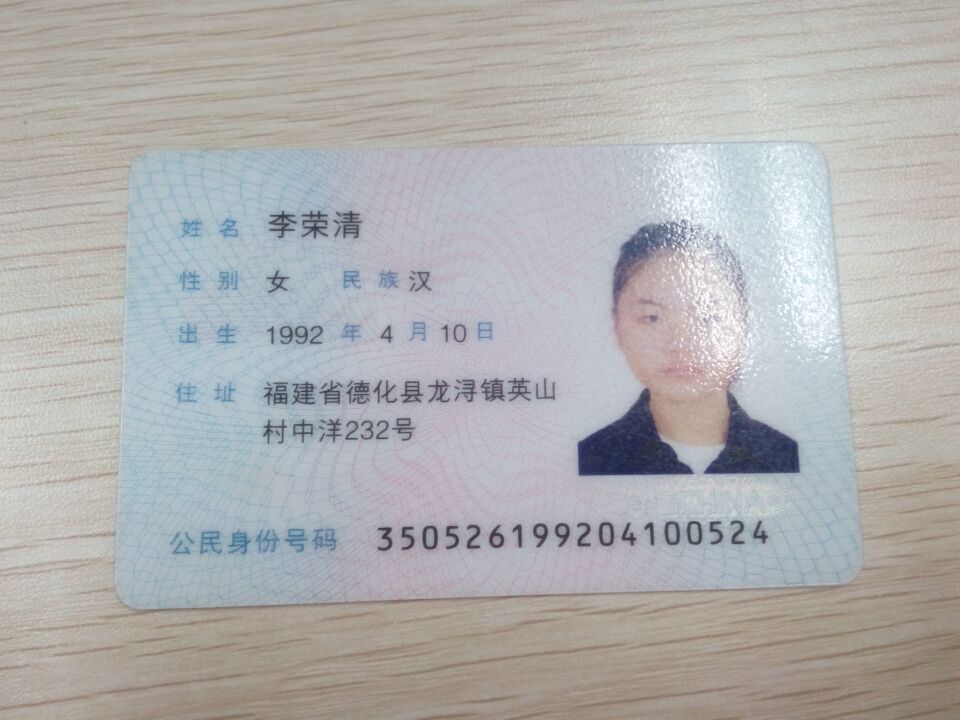 姓名 李荣清
性别 女 民族 汉
出生 1992 年 4 月 10 日
住址 福建省德化县龙浔镇英山
村中洋232号
公民身份号码 350526199204100524